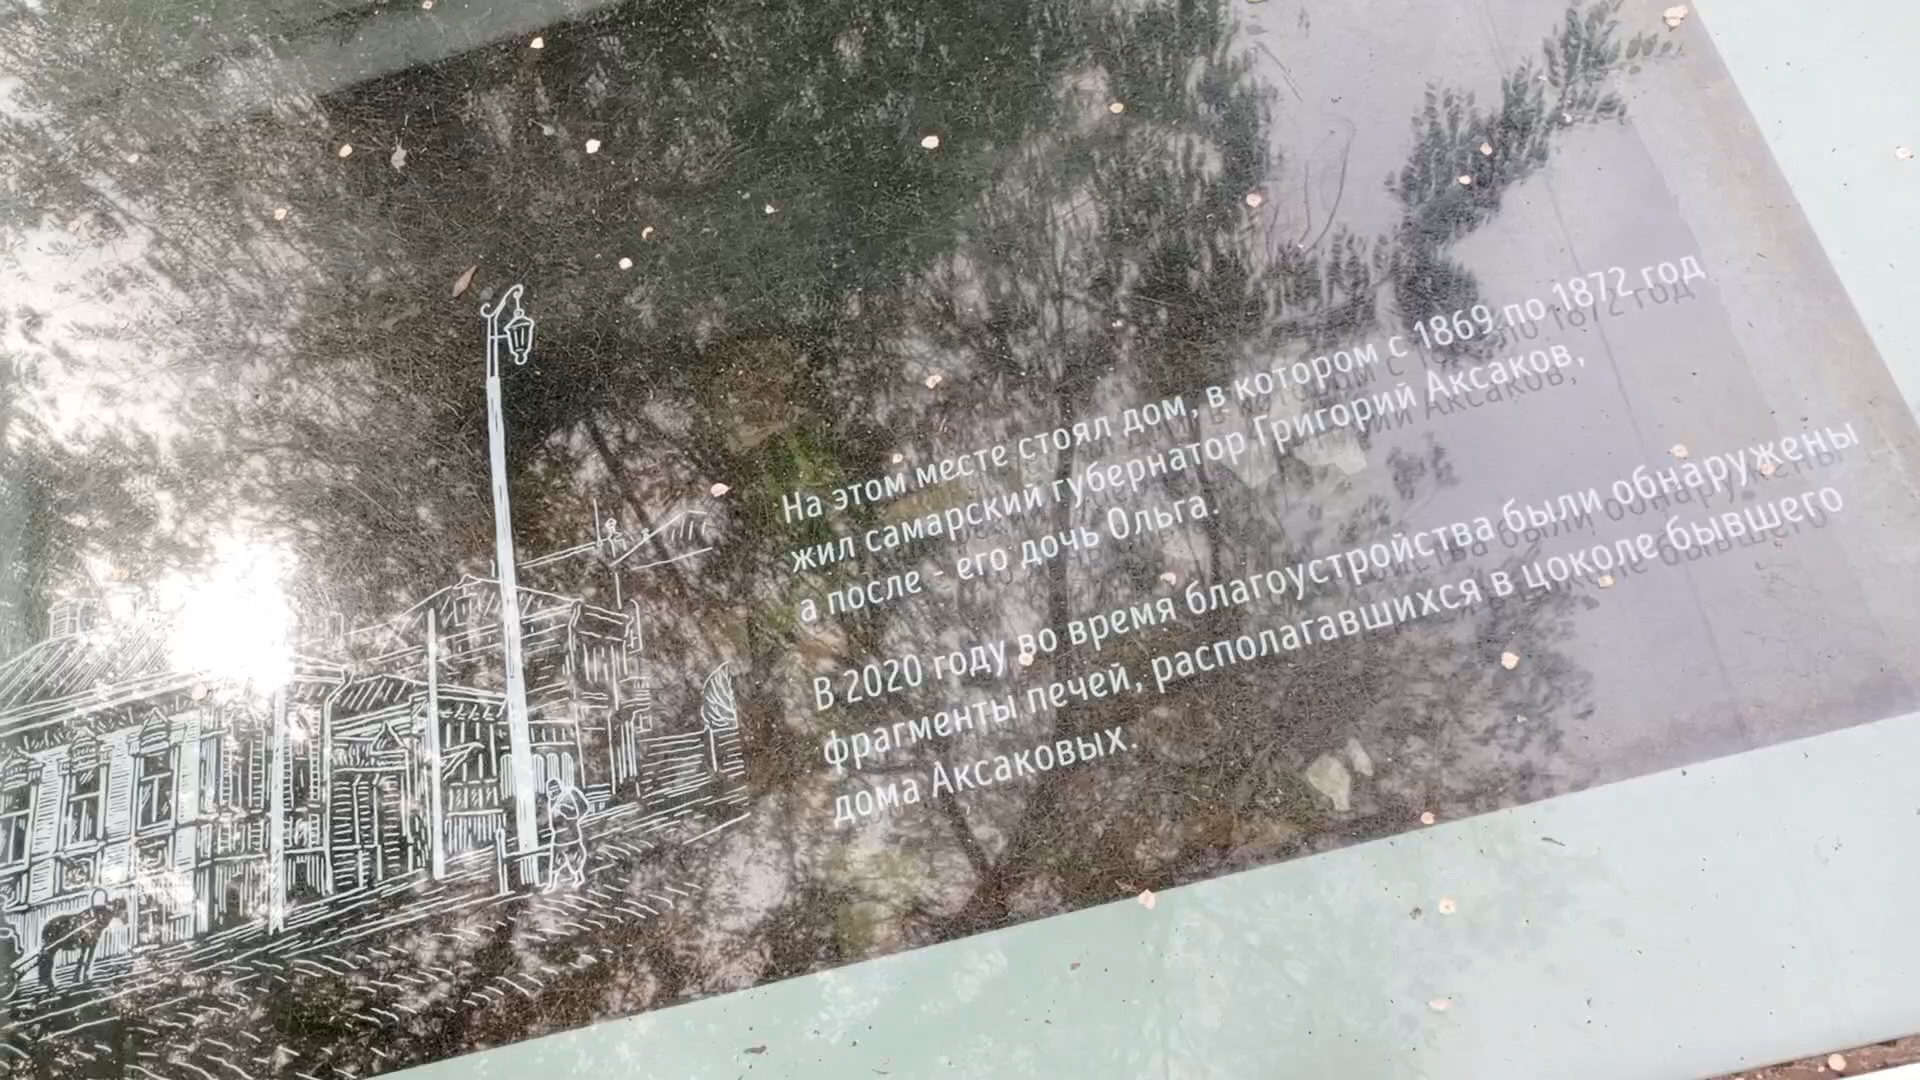 На этом месте стоял дом, в котором с 1869 по 1872 год
жил самарский губернатор Григорий Аксаков,
а после - его дочь Ольга.
В 2020 году во время благоустройства были обнаружены
фрагменты печей, располагавшихся в цоколе бывшего
дома Аксаковых.